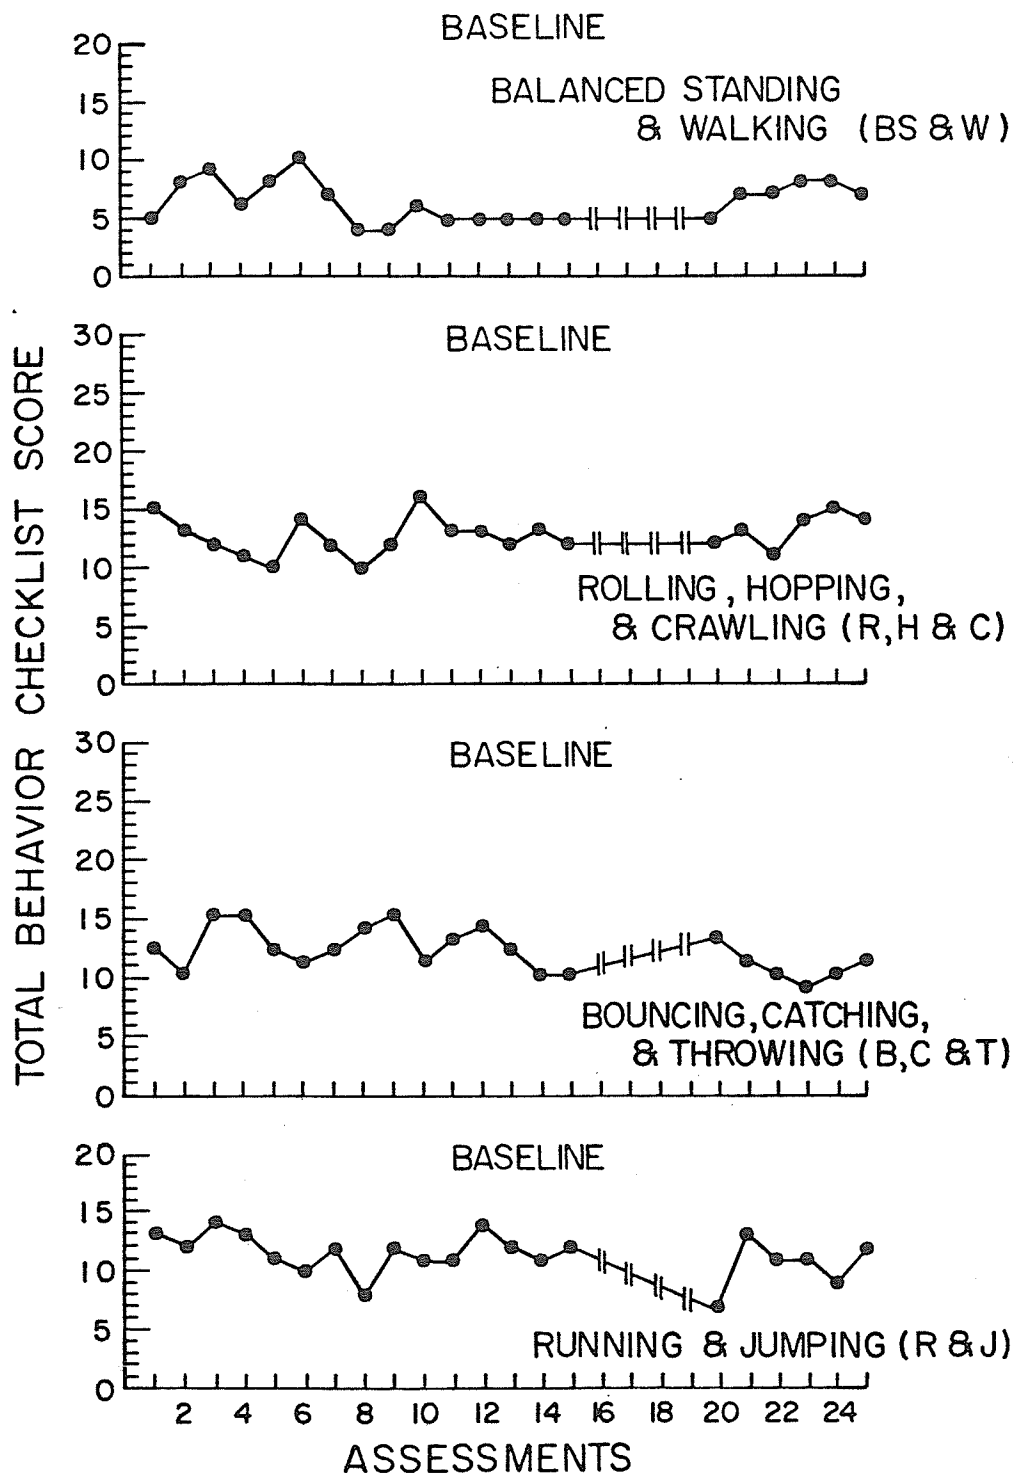 BASELINE
20
15
10
5
0
BALANCED STANDING
& WALKING (BS & W)
TOTAL BEHAVIOR CHECKLIST SCORE
BASELINE
30
25
20
15
10
5
0
ROLLING, HOPPING,
& CRAWLING (R,H & C)
BASELINE
30
25
20
15
10
5
0
BOUNCING, CATCHING,
& THROWING (B,C & T)
BASELINE
20
15
10
5
0
RUNNING & JUMPING (R & J)
2 4 6 8 10 12 14 16 18 20 22 24
ASSESSMENTS